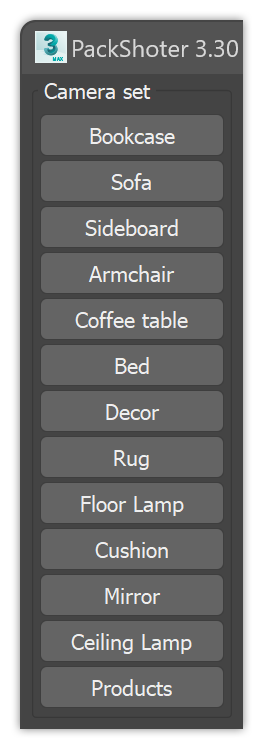 3
MAX
PackShoter 3.30
Camera set
Bookcase
Sofa
Sideboard
Armchair
Coffee table
Bed
Decor
Rug
Floor Lamp
Cushion
Mirror
Ceiling Lamp
Products